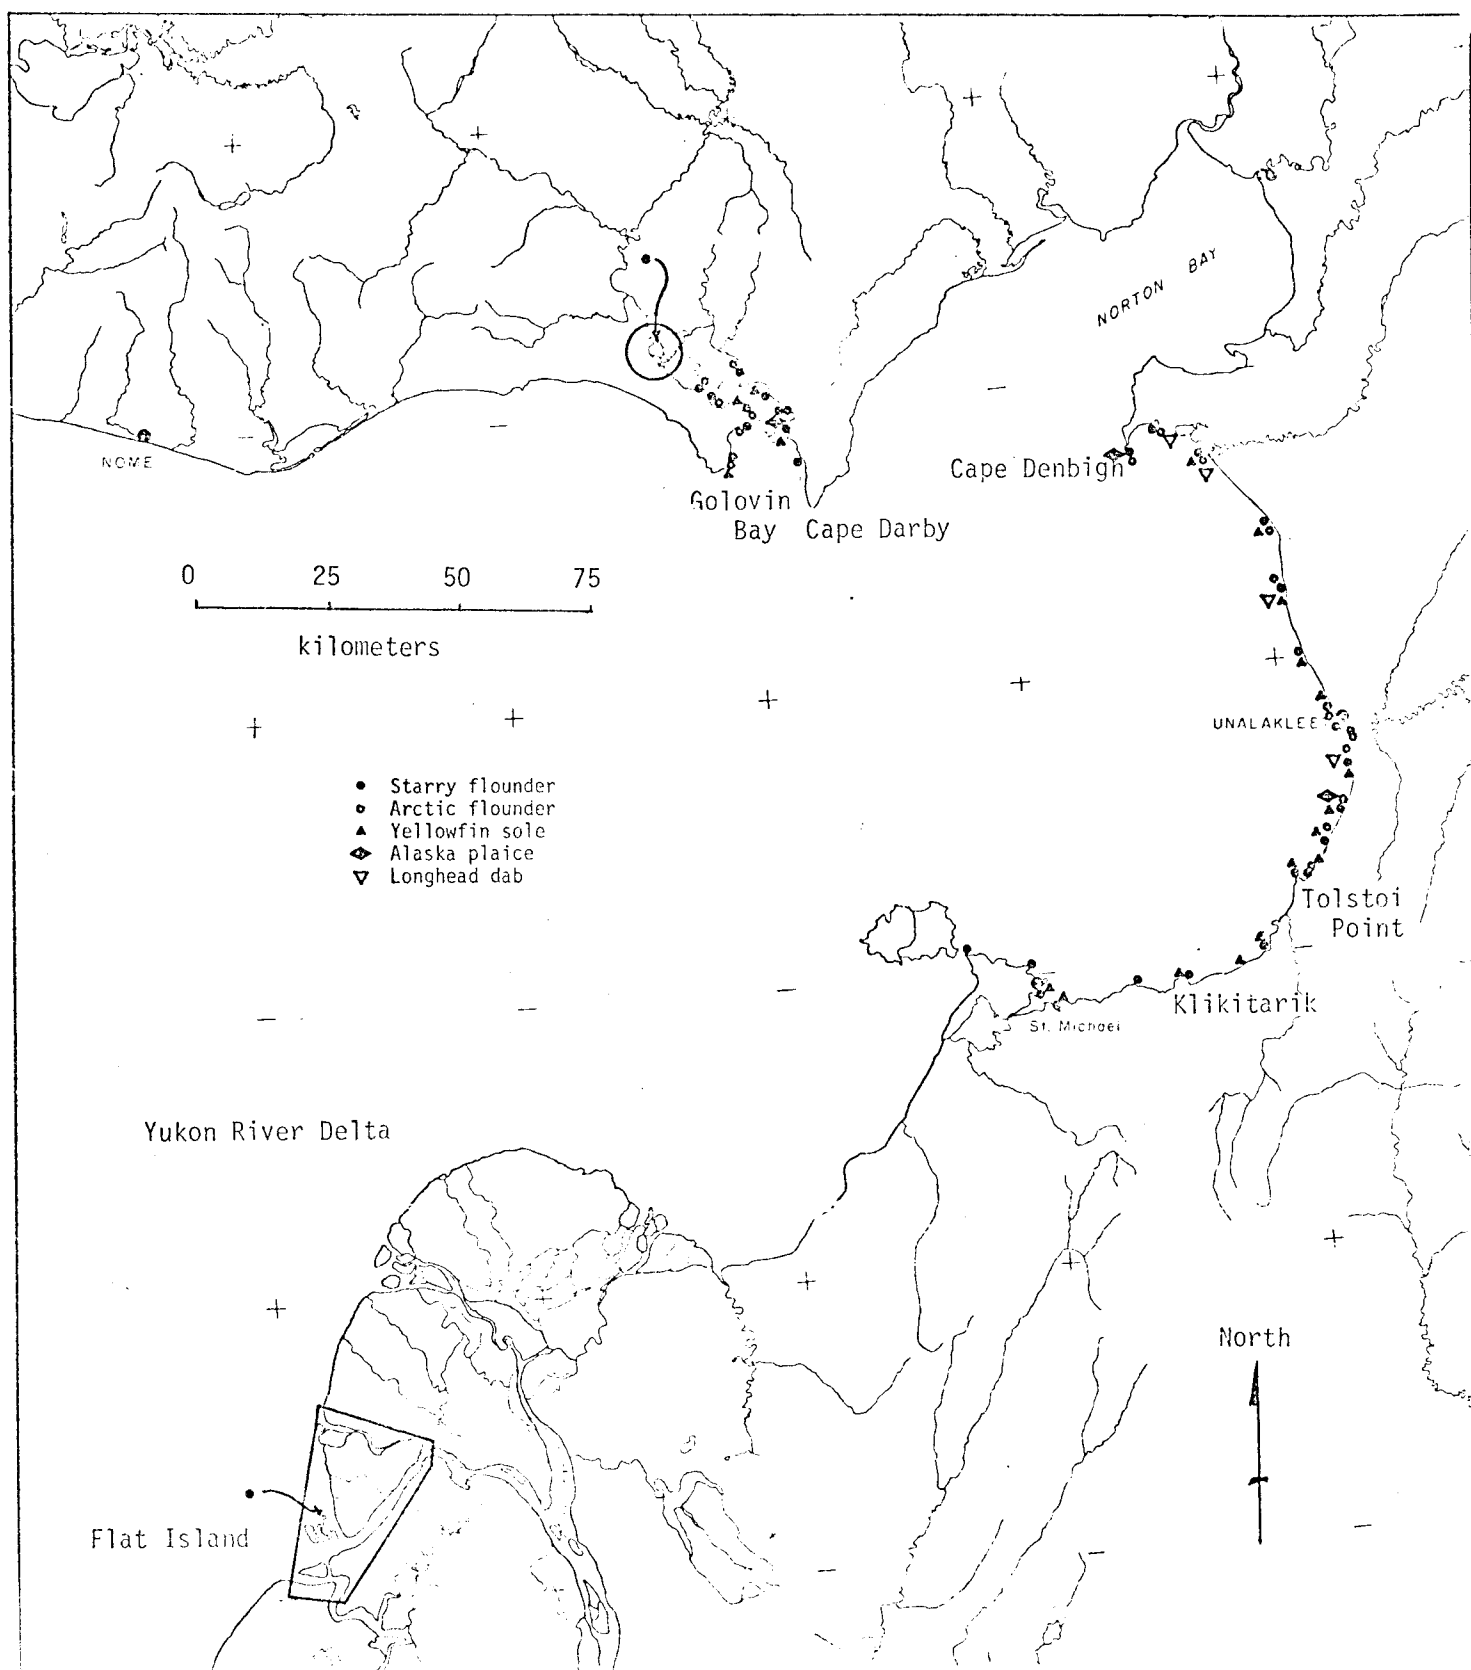 NORTON BAY
NOME
Cape Denbigh
Golovin
Bay
Cape Darby
0 25 50 75
kilometers
UNALAKLEE
Starry flounder
Arctic flounder
Yellowfin sole
Alaska plaice
Longhead dab
Tolstoi
Point
Klikitarik
St. Michael
Yukon River Delta
North
Flat Island